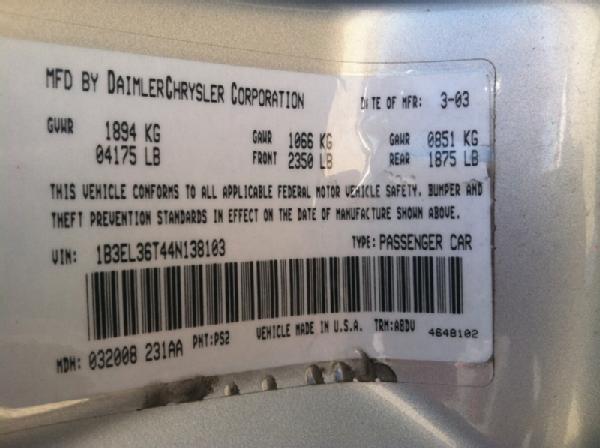 MFD BY DAIMLERCHRYSLER CORPORATION DATE OF MFR: 3-03
GVWR 1894 KG GAWR 1066 KG GAWR 0851 KG
04175 LB FRONT 2350 LB REAR 1875 LB
THIS VEHICLE CONFORMS TO ALL APPLICABLE FEDERAL MOTOR VEHICLE SAFETY, BUMPER AND
THEFT PREVENTION STANDARDS IN EFFECT ON THE DATE OF MANUFACTURE SHOWN ABOVE.
VIN: 1B3EL36T44N138103 TYPE: PASSENGER CAR
MDH: 032008 231AA PNT:PS2 VEHICLE MADE IN U.S.A. TRM:ABDV 4648102